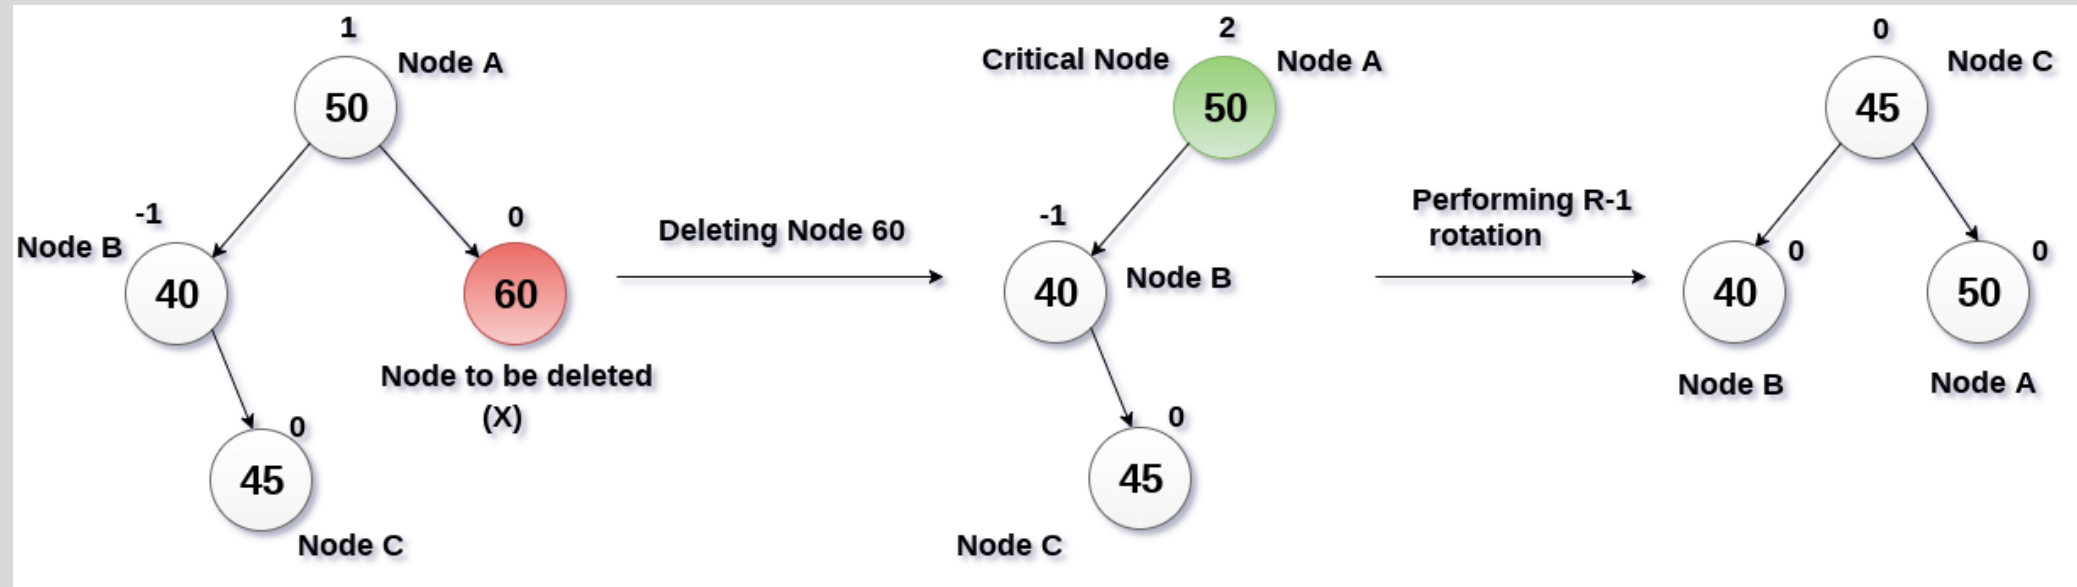 1
Node A
50
-1
Node B
40
0
60
Node to be deleted
(X)
0
45
Node C
Deleting Node 60
2
Critical Node
Node A
50
-1
40
Node B
0
45
Node C
Performing R-1
rotation
0
Node C
45
0
40
Node B
0
50
Node A